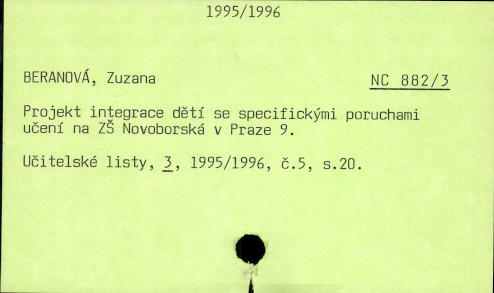 1995/1996
BERANOVÁ, Zuzana NC 882/3
Projekt integrace dětí se specifickými poruchami
učení na ZŠ Novoborská v Praze 9.
Učitelské listy, 3, 1995/1996, č.5, s.20.